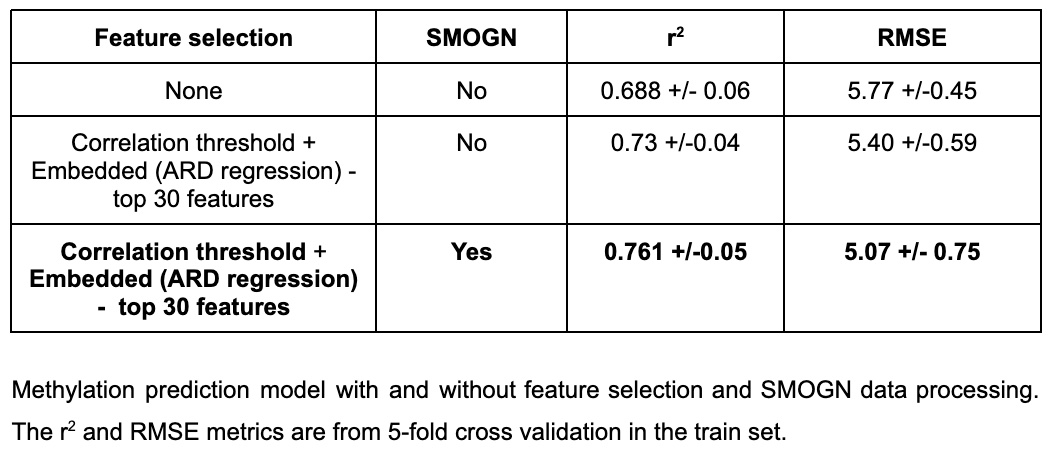 Feature selection SMOGN r² RMSE
None No 0.688 +/- 0.06 5.77 +/-0.45
Correlation threshold + No 0.73 +/-0.04 5.40 +/-0.59
Embedded (ARD regression) -
top 30 features
Correlation threshold + Yes 0.761 +/-0.05 5.07 +/- 0.75
Embedded (ARD regression)
- top 30 features
Methylation prediction model with and without feature selection and SMOGN data processing.
The r² and RMSE metrics are from 5-fold cross validation in the train set.